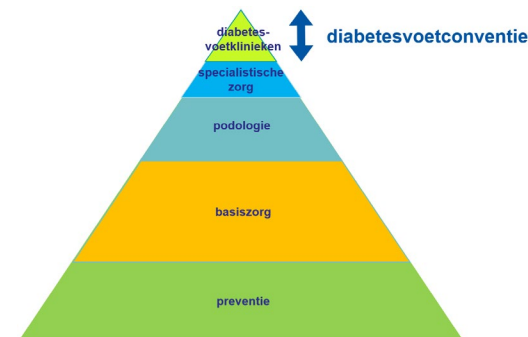 diabetes-
voetklinieken
diabetesvoetconventie
specialistische
zorg
podologie
basiszorg
preventie